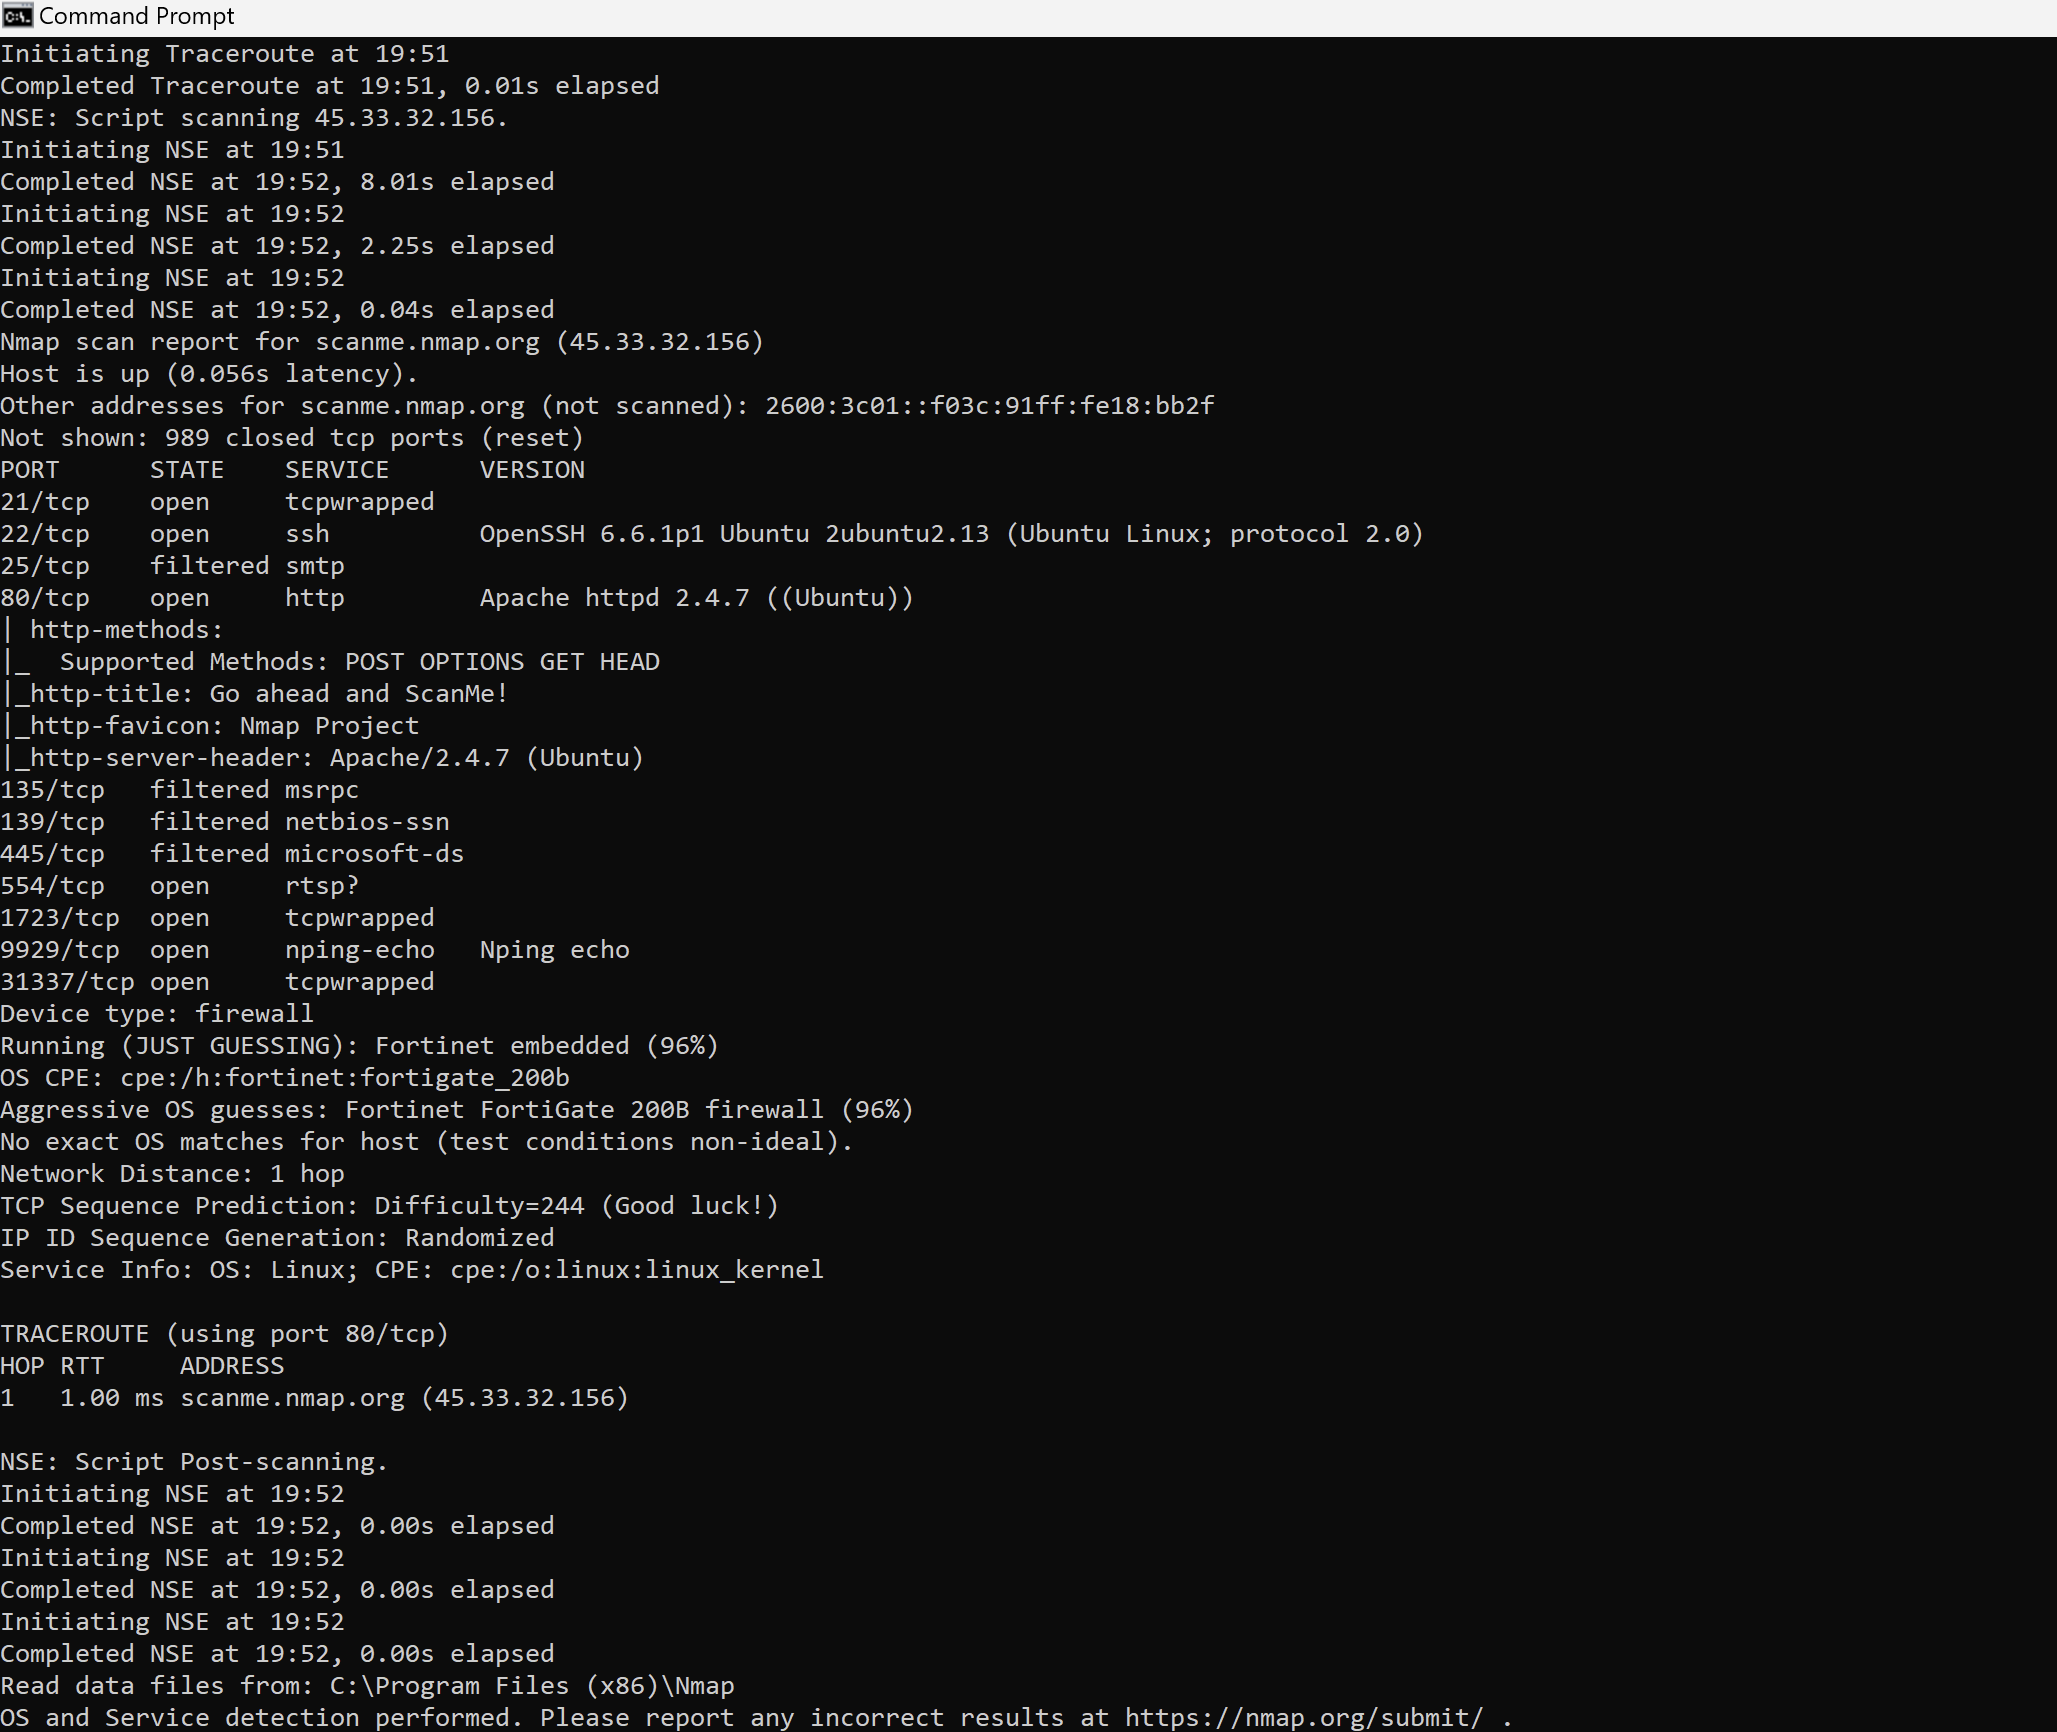 Command Prompt
Initiating Traceroute at 19:51
Completed Traceroute at 19:51, 0.01s elapsed
NSE: Script scanning 45.33.32.156.
Initiating NSE at 19:51
Completed NSE at 19:52, 8.01s elapsed
Initiating NSE at 19:52
Completed NSE at 19:52, 2.25s elapsed
Initiating NSE at 19:52
Completed NSE at 19:52, 0.04s elapsed
Nmap scan report for scanme.nmap.org (45.33.32.156)
Host is up (0.056s latency).
Other addresses for scanme.nmap.org (not scanned): 2600:3c01::f03c:91ff:fe18:bb2f
Not shown: 989 closed tcp ports (reset)
PORT      STATE    SERVICE      VERSION
21/tcp    open     tcpwrapped
22/tcp    open     ssh          OpenSSH 6.6.1p1 Ubuntu 2ubuntu2.13 (Ubuntu Linux; protocol 2.0)
25/tcp    filtered smtp
80/tcp    open     http         Apache httpd 2.4.7 ((Ubuntu))
| http-methods:
|_  Supported Methods: POST OPTIONS GET HEAD
|_http-title: Go ahead and ScanMe!
|_http-favicon: Nmap Project
|_http-server-header: Apache/2.4.7 (Ubuntu)
135/tcp   filtered msrpc
139/tcp   filtered netbios-ssn
445/tcp   filtered microsoft-ds
554/tcp   open     rtsp?
1723/tcp  open     tcpwrapped
9929/tcp  open     nping-echo   Nping echo
31337/tcp open     tcpwrapped
Device type: firewall
Running (JUST GUESSING): Fortinet embedded (96%)
OS CPE: cpe:/h:fortinet:fortigate_200b
Aggressive OS guesses: Fortinet FortiGate 200B firewall (96%)
No exact OS matches for host (test conditions non-ideal).
Network Distance: 1 hop
TCP Sequence Prediction: Difficulty=244 (Good luck!)
IP ID Sequence Generation: Randomized
Service Info: OS: Linux; CPE: cpe:/o:linux:linux_kernel

TRACEROUTE (using port 80/tcp)
HOP RTT     ADDRESS
1   1.00 ms scanme.nmap.org (45.33.32.156)

NSE: Script Post-scanning.
Initiating NSE at 19:52
Completed NSE at 19:52, 0.00s elapsed
Initiating NSE at 19:52
Completed NSE at 19:52, 0.00s elapsed
Initiating NSE at 19:52
Completed NSE at 19:52, 0.00s elapsed
Read data files from: C:\Program Files (x86)\Nmap
OS and Service detection performed. Please report any incorrect results at https://nmap.org/submit/ .